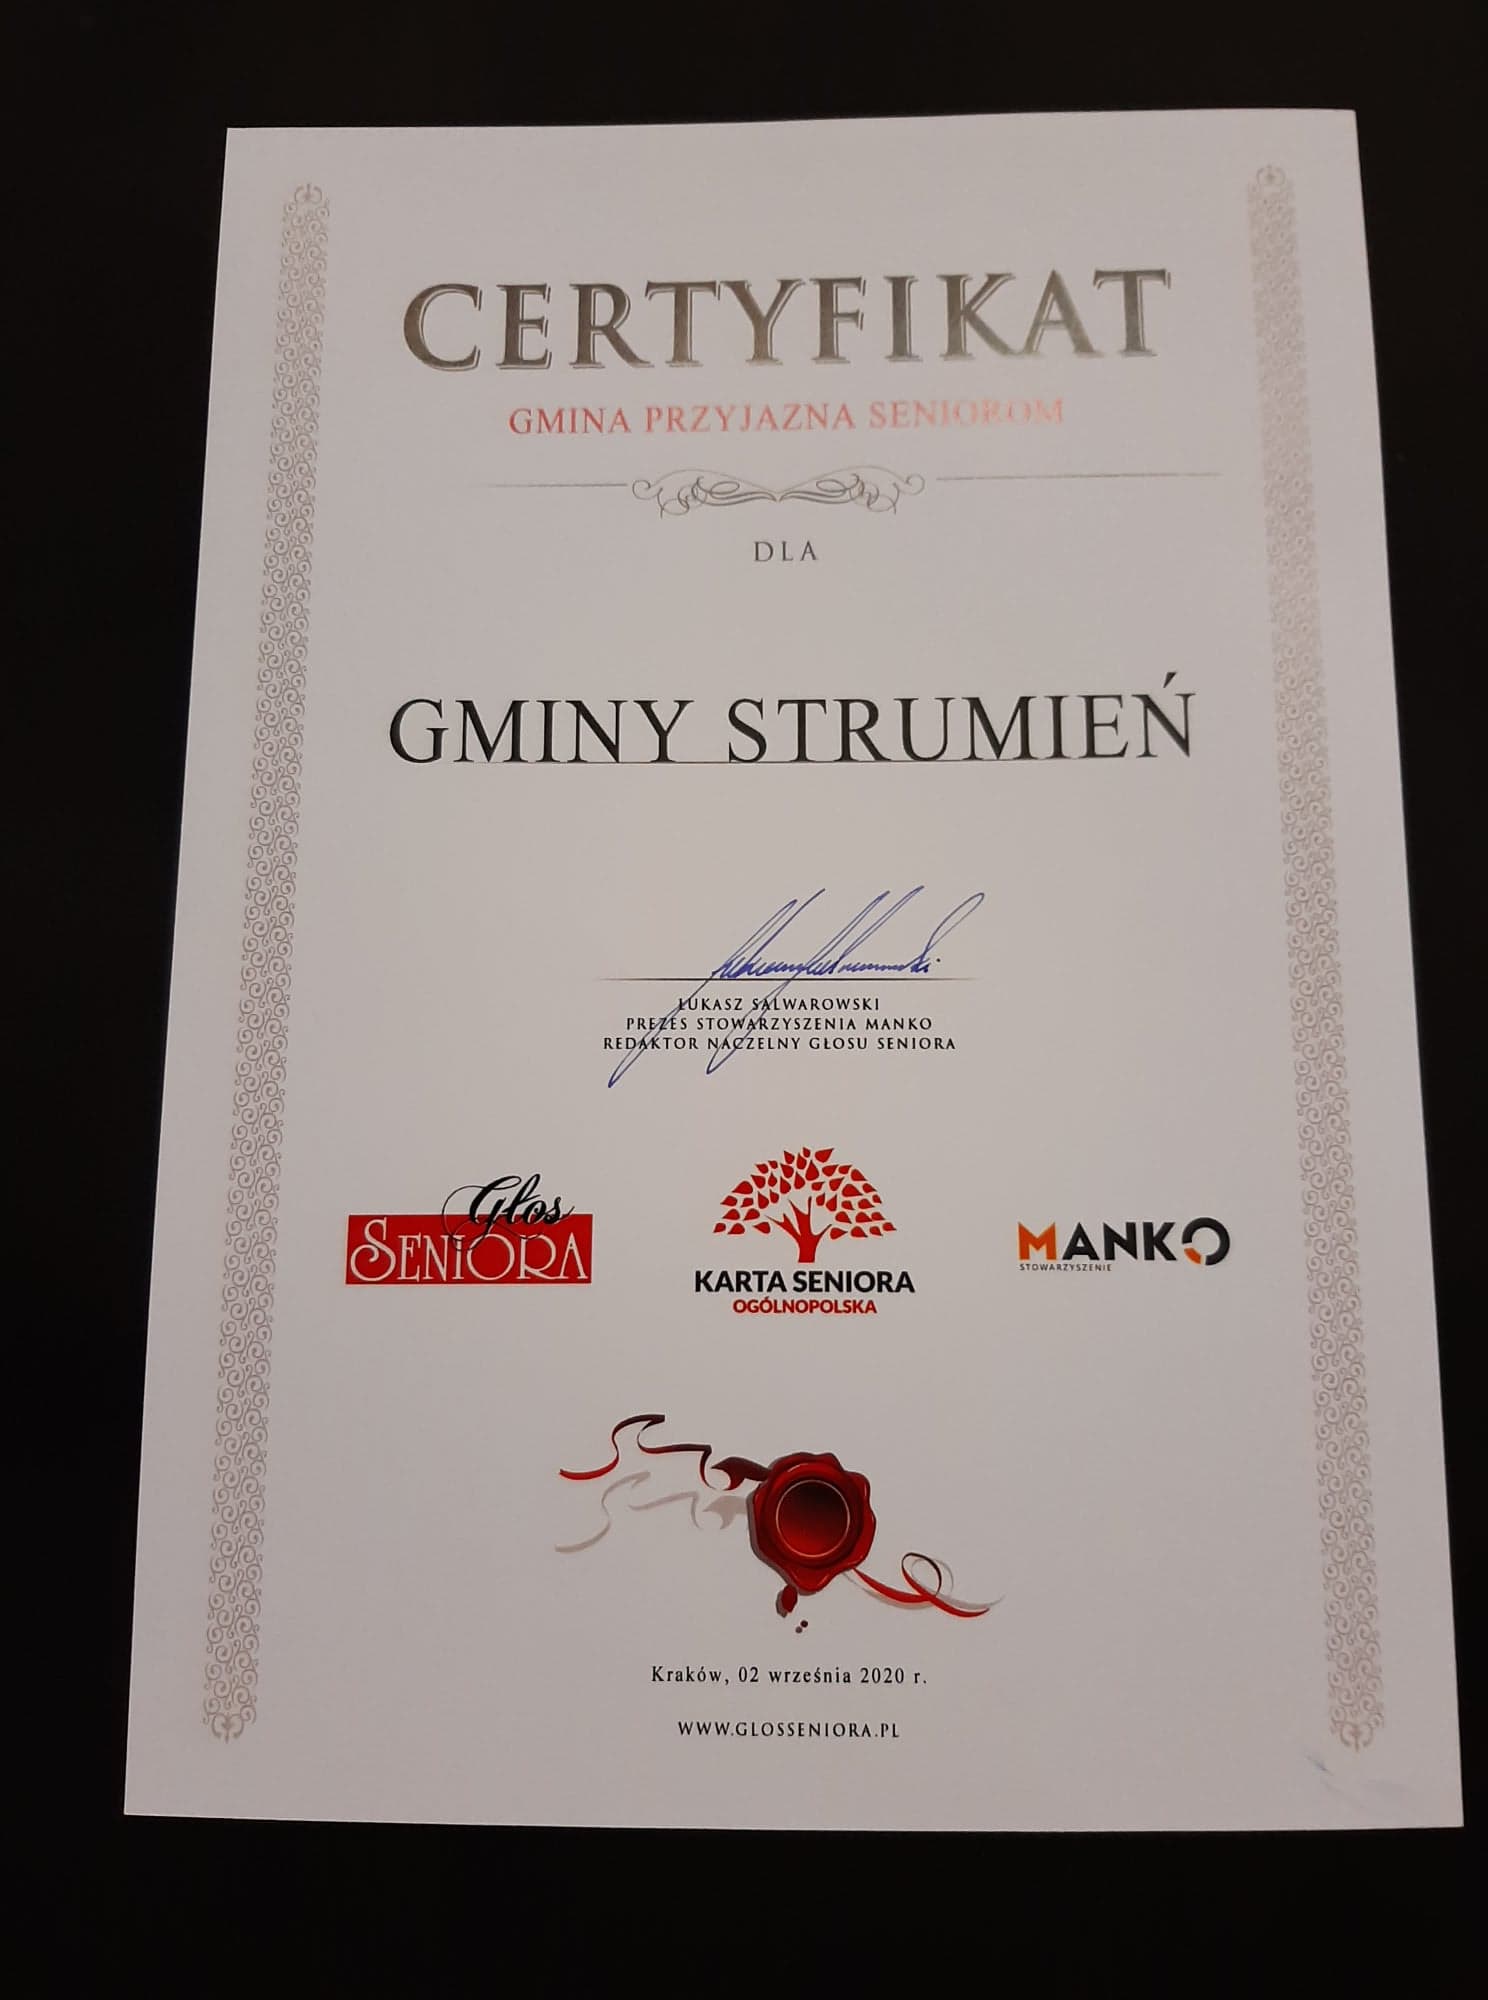 CERTYFIKAT
GMINA PRZYJAZNA SENIOROM
DLA
GMINY STRUMIEŃ
ŁUKASZ SALWAROWSKI
PREZES STOWARZYSZENIA MANKO
REDAKTOR NACZELNY GŁOSU SENIORA
Głos
SENIORA
KARTA SENIORA
OGÓLNOPOLSKA
MANKO
STOWARZYSZENIE
Kraków, 02 września 2020 r.
WWW.GLOSSENIORA.PL